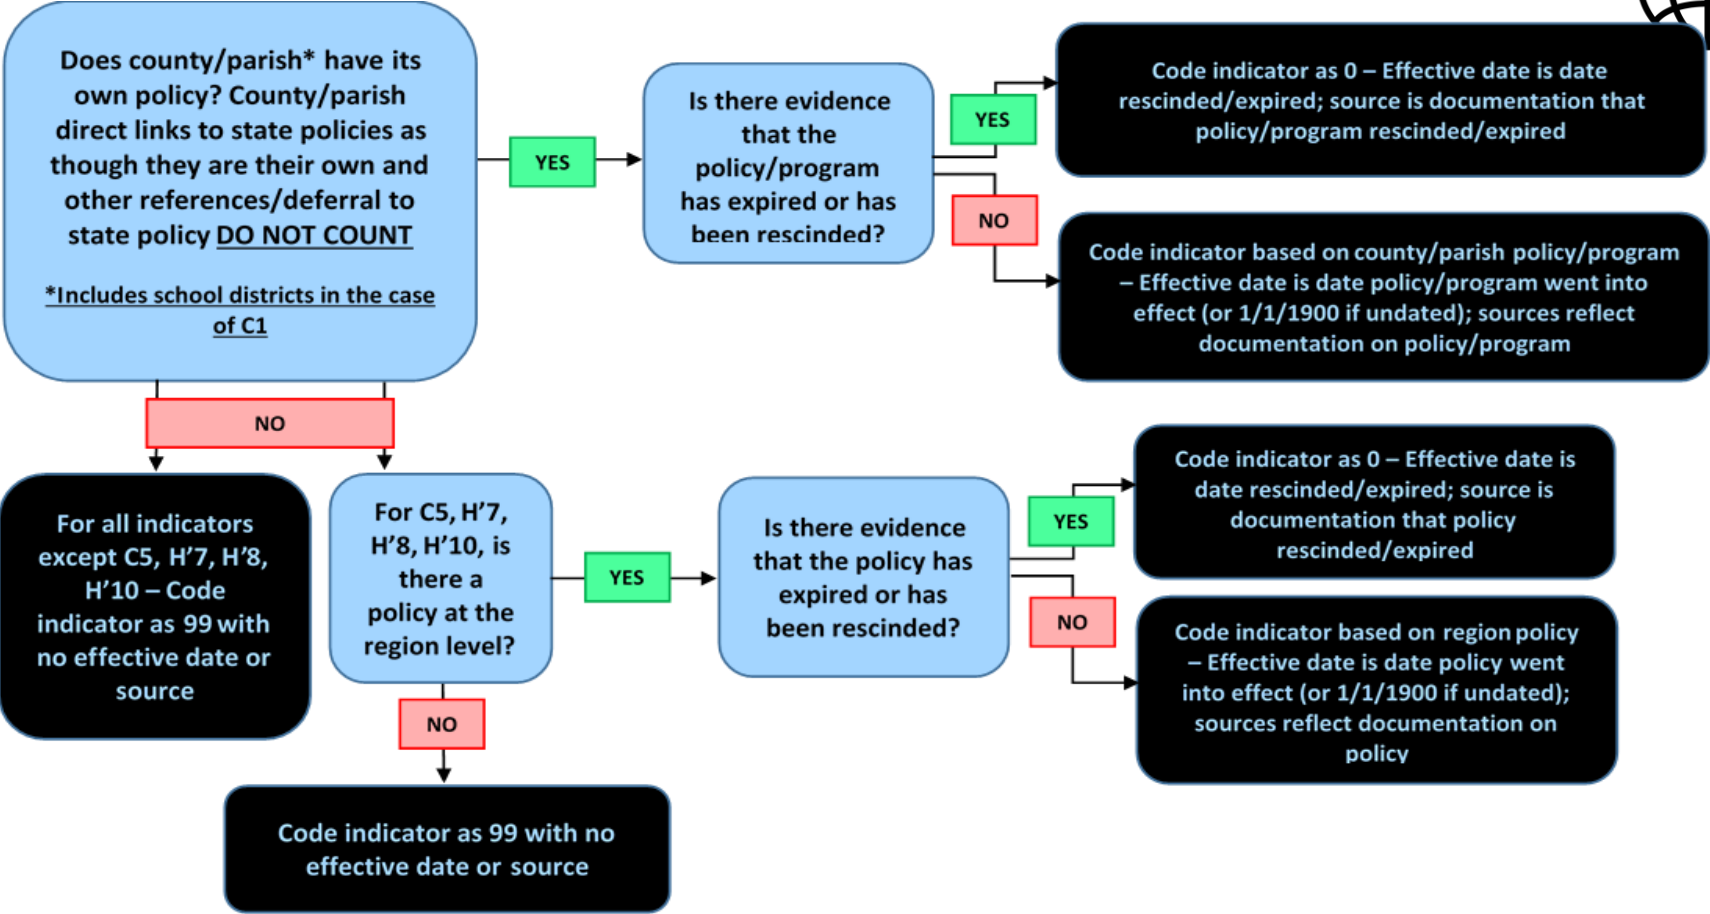 Does county/parish* have its
own policy? County/parish
direct links to state policies as
though they are their own and
other references/deferral to
state policy DO NOT COUNT
*Includes school districts in the case
of C1
YES
Is there evidence
that the
policy/program
has expired or has
been rescinded?
YES
Code indicator as 0 – Effective date is date
rescinded/expired; source is documentation that
policy/program rescinded/expired
NO
Code indicator based on county/parish policy/program
– Effective date is date policy/program went into
effect (or 1/1/1900 if undated); sources reflect
documentation on policy/program
NO
For all indicators
except C5, H’7, H’8,
H’10 – Code
indicator as 99 with
no effective date or
source
For C5, H’7,
H’8, H’10, is
there a
policy at the
region level?
YES
Is there evidence
that the policy has
expired or has
been rescinded?
YES
Code indicator as 0 – Effective date is
date rescinded/expired; source is
documentation that policy
rescinded/expired
NO
Code indicator based on region policy
– Effective date is date policy went
into effect (or 1/1/1900 if undated);
sources reflect documentation on
policy
NO
Code indicator as 99 with no
effective date or source